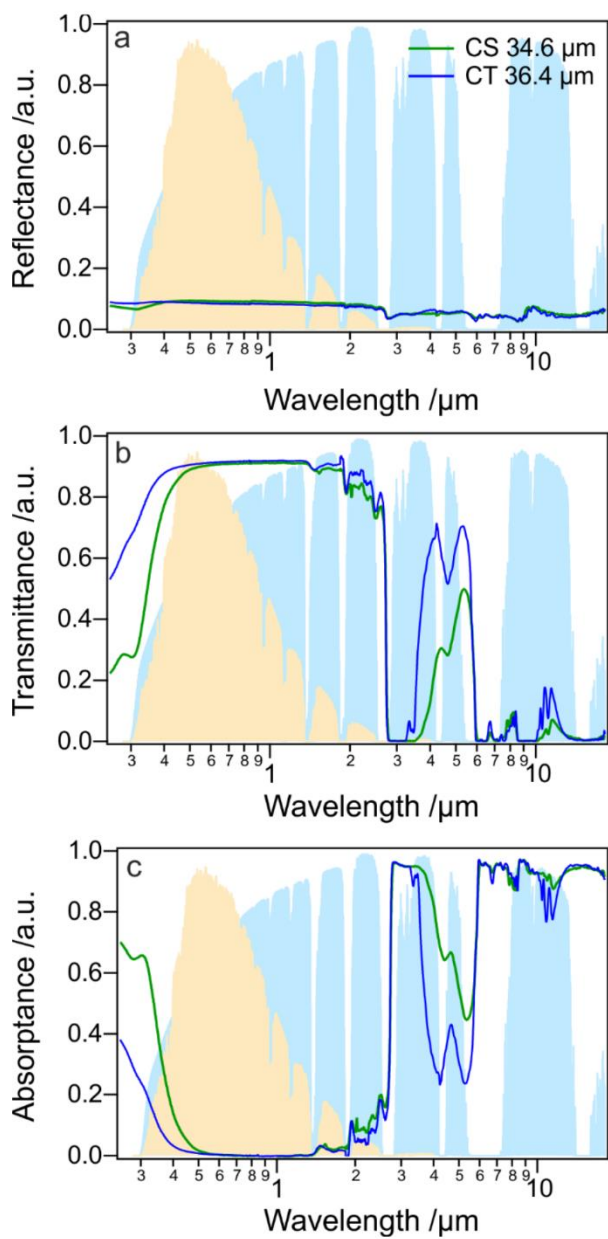 a
CS 34.6 µm
CT 36.4 µm
Reflectance /a.u.
1.0
0.8
0.6
0.4
0.2
0.0
3 4 5 6 7 8 9 1 2 3 4 5 6 7 8 9 10
Wavelength /µm
b
Transmittance /a.u.
1.0
0.8
0.6
0.4
0.2
0.0
3 4 5 6 7 8 9 1 2 3 4 5 6 7 8 9 10
Wavelength /µm
c
Absorptance /a.u.
1.0
0.8
0.6
0.4
0.2
0.0
3 4 5 6 7 8 9 1 2 3 4 5 6 7 8 9 10
Wavelength /µm